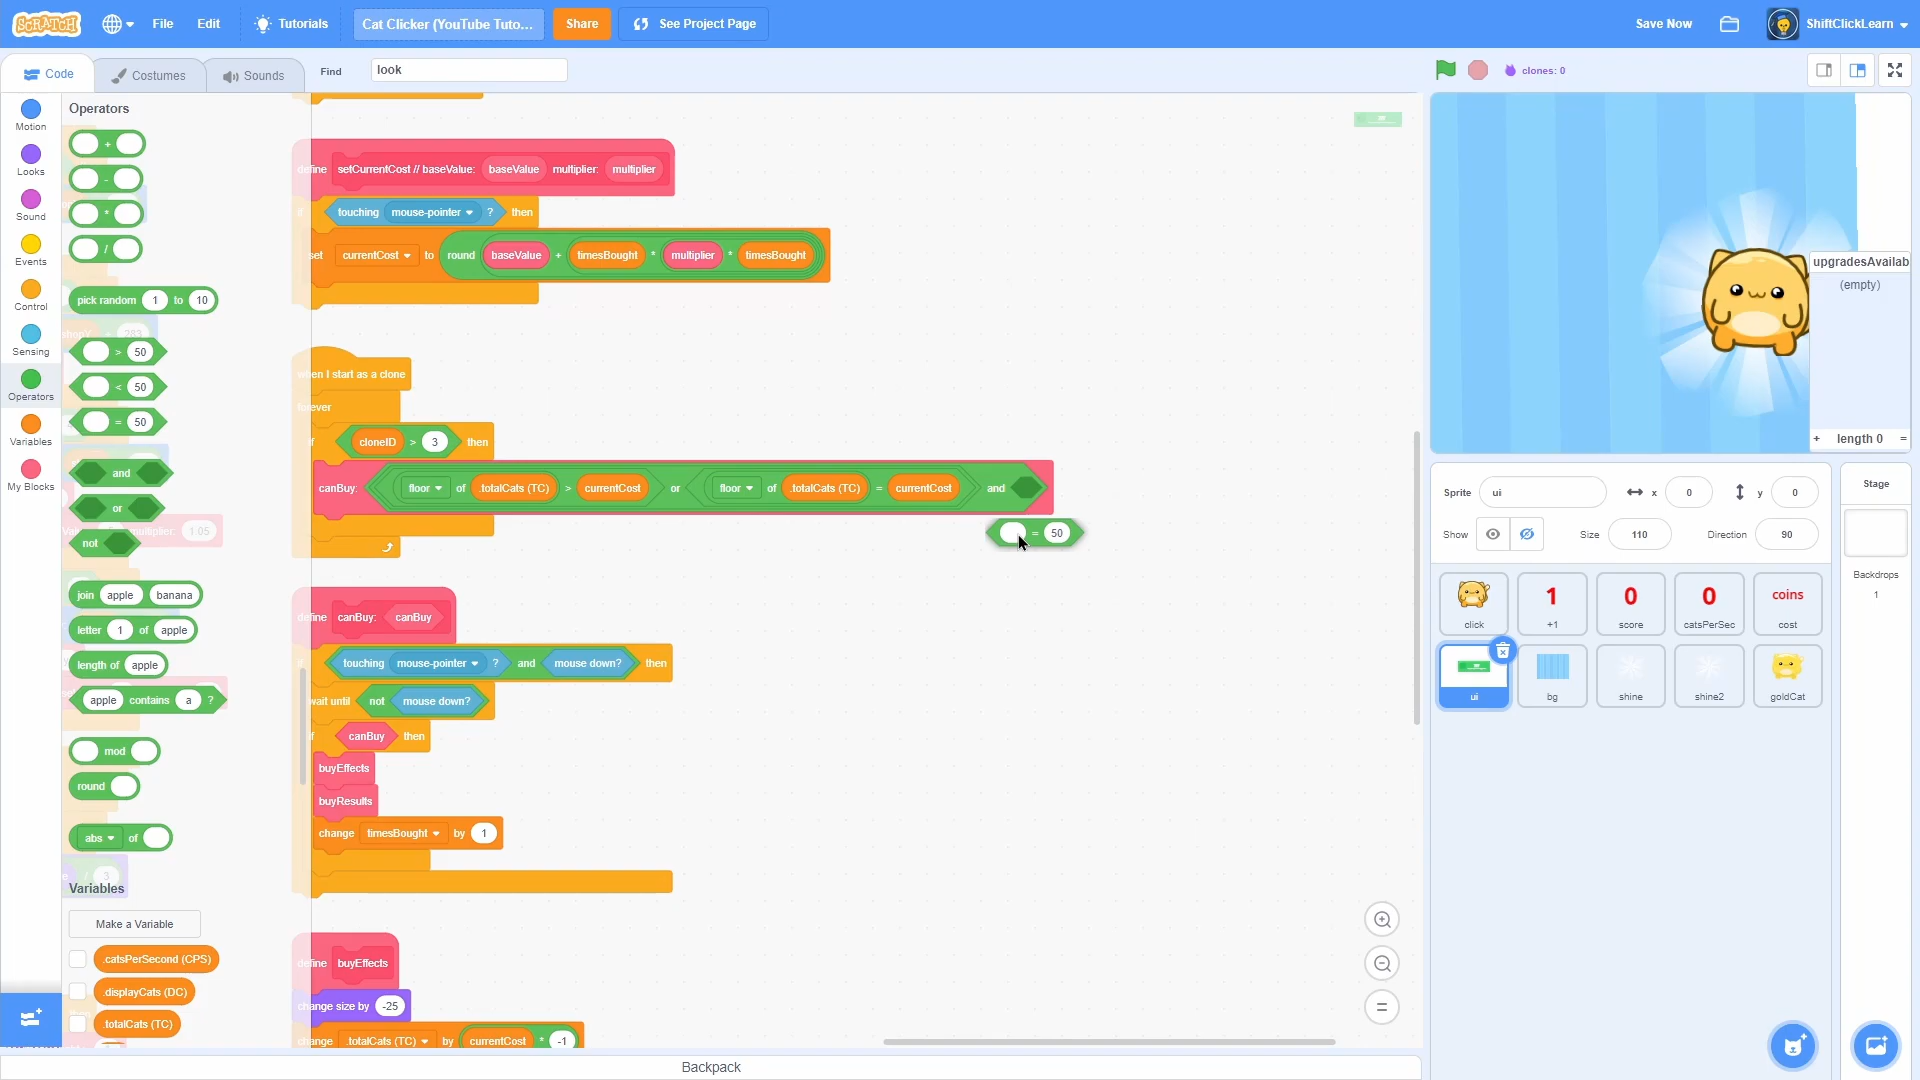 SCRATCH File Edit Tutorials Cat Clicker (YouTube Tuto... Share See Project Page Save Now ShiftClickLearn
Code Costumes Sounds Find look clones: 0
Motion
Looks
Sound
Events
Control
Sensing
Operators
Variables
My Blocks
Operators
+
-
*
/
pick random 1 to 10
> 50
< 50
= 50
and
or
not
join apple banana
letter 1 of apple
length of apple
apple contains a ?
mod
round
abs of
Variables
Make a Variable
.catsPerSecond (CPS)
.displayCats (DC)
.totalCats (TC)
multiplier: 1.05
define setCurrentCost // baseValue: baseValue multiplier: multiplier
if touching mouse-pointer ? then
set currentCost to round baseValue + timesBought * multiplier * timesBought
when I start as a clone
forever
if cloneID > 3 then
canBuy: floor of .totalCats (TC) > currentCost or floor of .totalCats (TC) = currentCost and
= 50
define canBuy: canBuy
if touching mouse-pointer ? and mouse down? then
wait until not mouse down?
if canBuy then
buyEffects
buyResults
change timesBought by 1
define buyEffects
change size by -25
change .totalCats (TC) by currentCost * -1
Backpack
upgradesAvailab
(empty)
+ length 0 =
Sprite ui x 0 y 0
Show Size 110 Direction 90
click
1
+1
0
score
0
catsPerSec
coins
cost
ui
bg
shine
shine2
goldCat
Stage
Backdrops
1